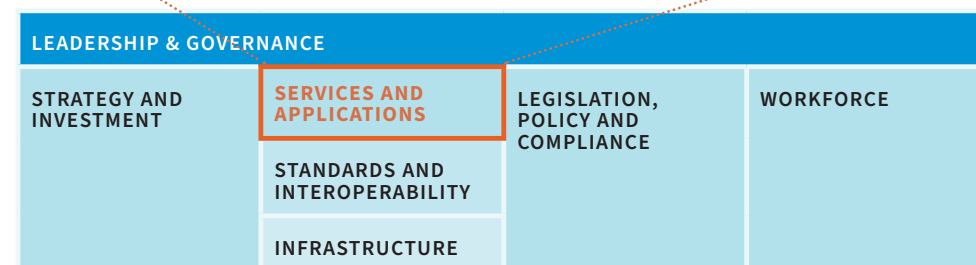 LEADERSHIP & GOVERNANCE
STRATEGY AND
INVESTMENT
SERVICES AND
APPLICATIONS
STANDARDS AND
INTEROPERABILITY
INFRASTRUCTURE
LEGISLATION,
POLICY AND
COMPLIANCE
WORKFORCE